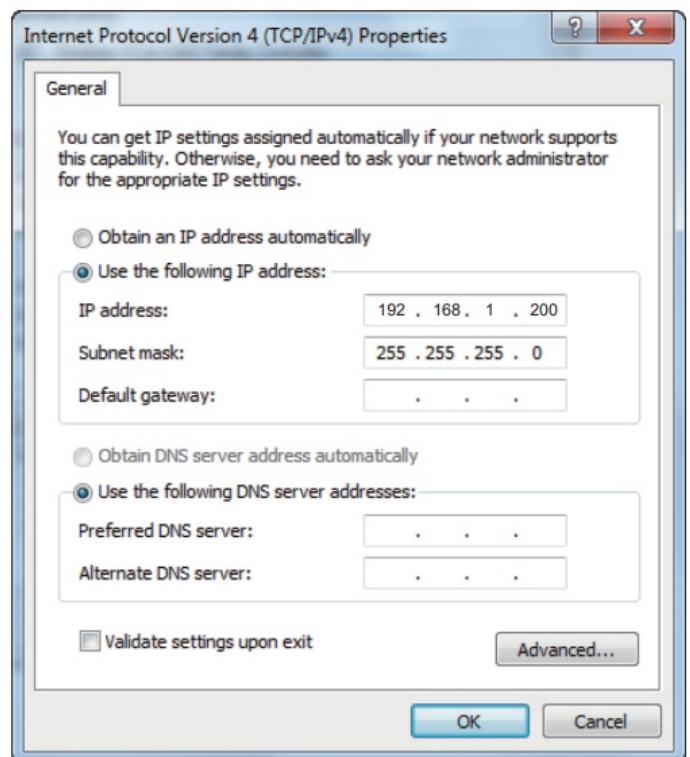 Internet Protocol Version 4 (TCP/IPv4) Properties
?
X
General
You can get IP settings assigned automatically if your network supports
this capability. Otherwise, you need to ask your network administrator
for the appropriate IP settings.
Obtain an IP address automatically
Use the following IP address:
IP address: 192 . 168 . 1 . 200
Subnet mask: 255 . 255 . 255 . 0
Default gateway: . . .
Obtain DNS server address automatically
Use the following DNS server addresses:
Preferred DNS server: . . .
Alternate DNS server: . . .
Validate settings upon exit
Advanced...
OK Cancel